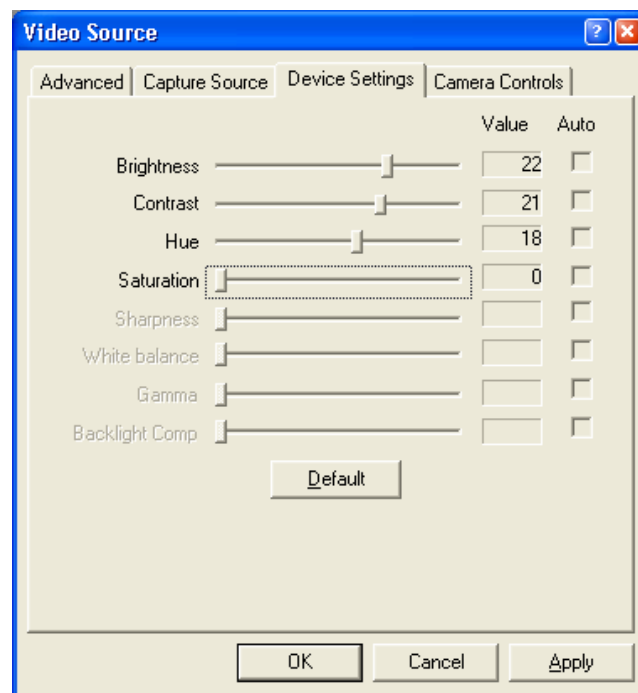 Video Source
Advanced Capture Source Device Settings Camera Controls
Value Auto
Brightness 22
Contrast 21
Hue 18
Saturation 0
Sharpness
White balance
Gamma
Backlight Comp
Default
OK Cancel Apply